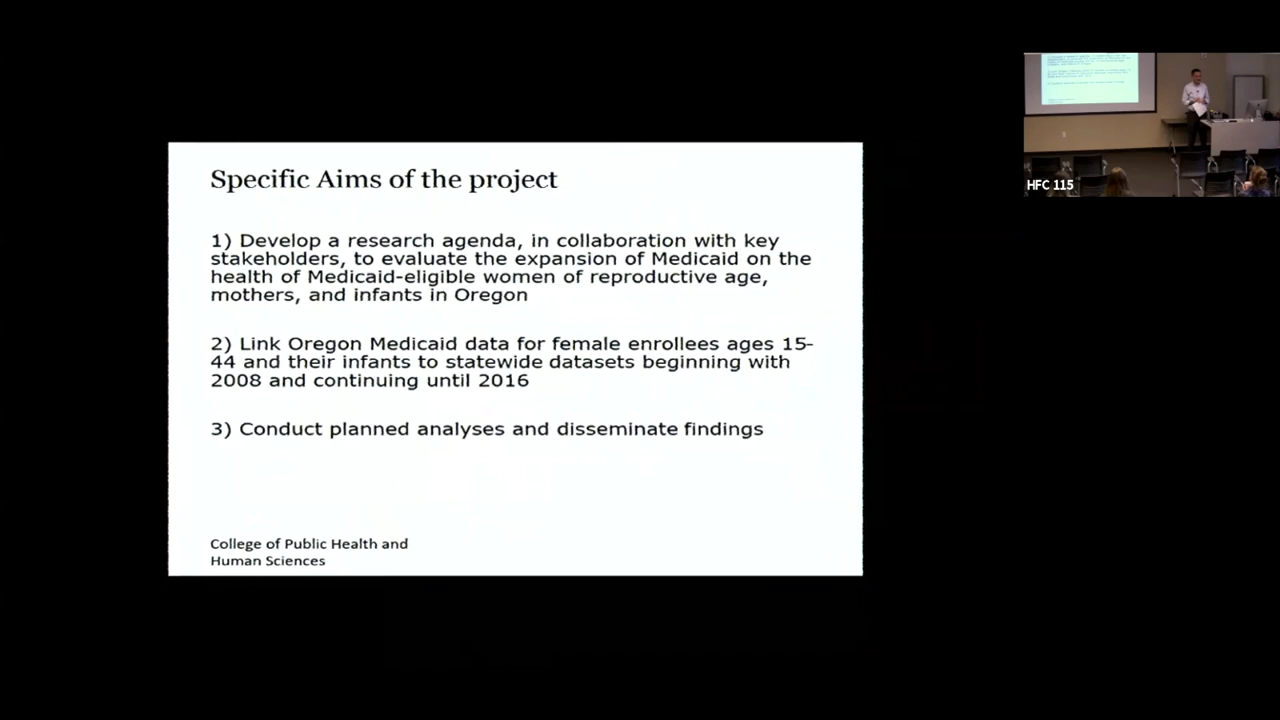 Specific Aims of the project
1) Develop a research agenda, in collaboration with key
stakeholders, to evaluate the expansion of Medicaid on the
health of Medicaid-eligible women of reproductive age,
mothers, and infants in Oregon
2) Link Oregon Medicaid data for female enrollees ages 15-
44 and their infants to statewide datasets beginning with
2008 and continuing until 2016
3) Conduct planned analyses and disseminate findings
College of Public Health and
Human Sciences
HFC 115